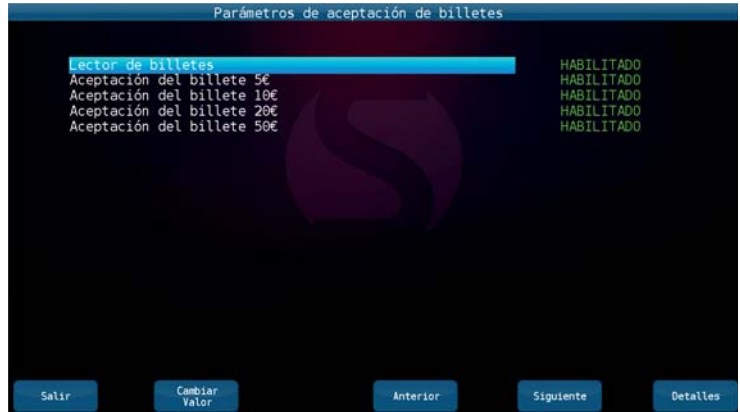 Parámetros de aceptación de billetes
Lector de billetes HABILITADO
Aceptación del billete 5€ HABILITADO
Aceptación del billete 10€ HABILITADO
Aceptación del billete 20€ HABILITADO
Aceptación del billete 50€ HABILITADO
Salir
Cambiar
Valor
Anterior
Siguiente
Detalles